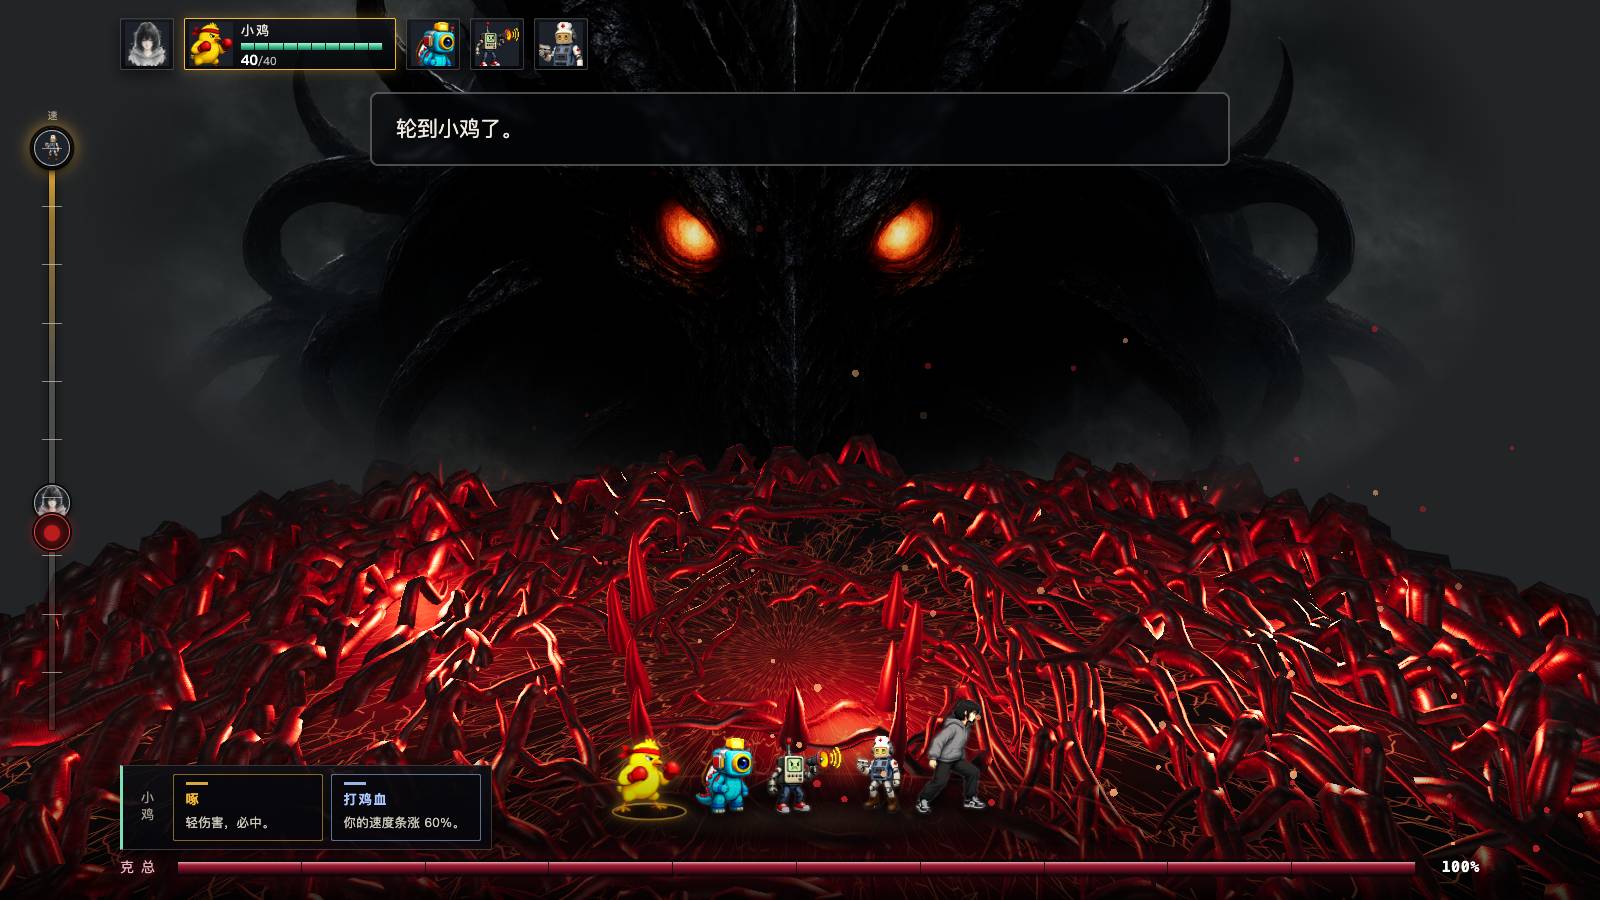 小鸡
40/40
轮到小鸡了。
速
小鸡
啄
轻伤害，必中。
打鸡血
你的速度条涨 60%。
克总
100%